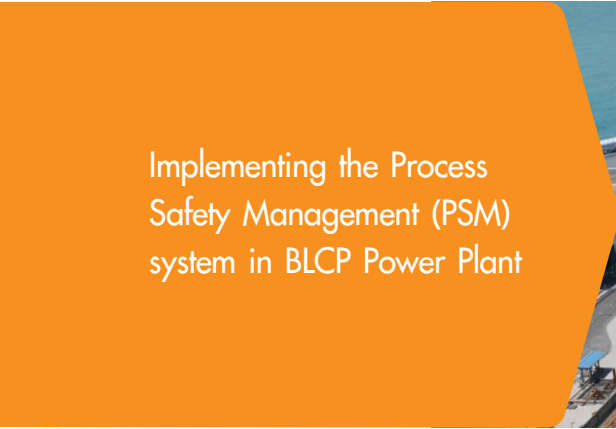 Implementing the Process
Safety Management (PSM)
system in BLCP Power Plant